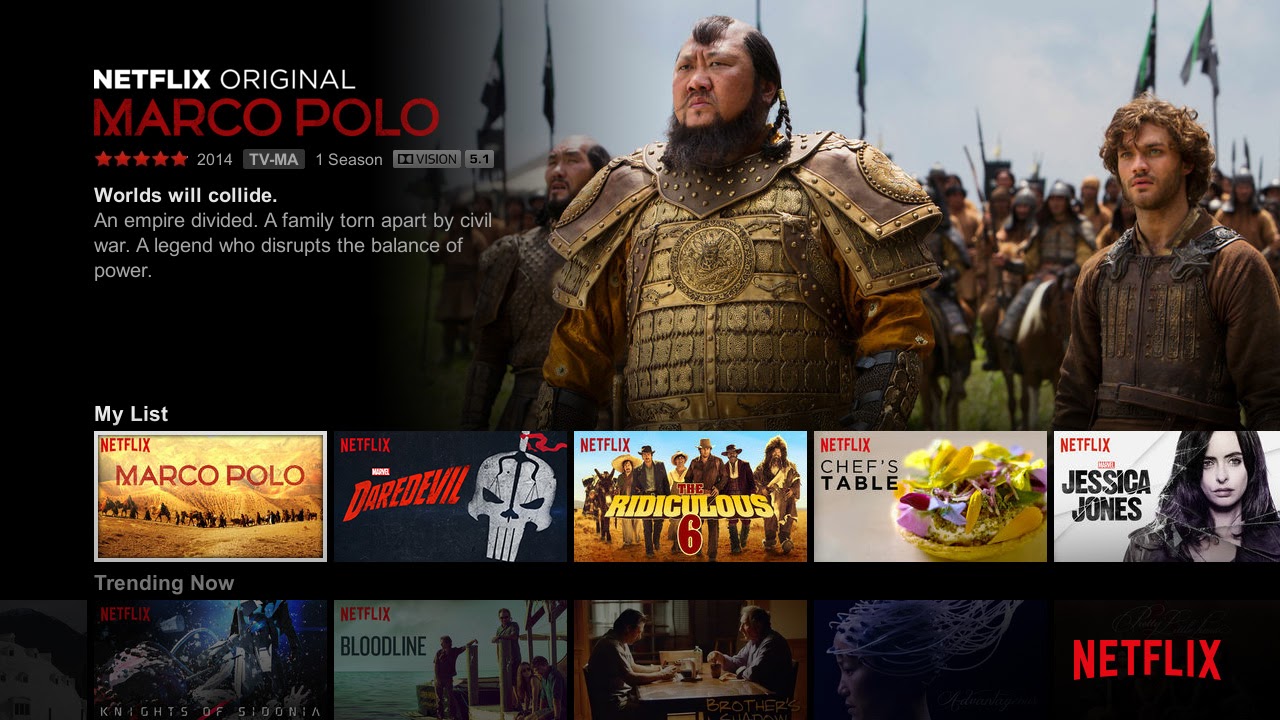 NETFLIX ORIGINAL
MARCO POLO
2014 TV-MA 1 Season VISION 5.1
Worlds will collide.
An empire divided. A family torn apart by civil
war. A legend who disrupts the balance of
power.
My List
NETFLIX
MARCO POLO
NETFLIX
MARVEL
DAREDEVIL
NETFLIX
THE
RIDICULOUS
6
NETFLIX
CHEF'S
TABLE
NETFLIX
MARVEL
JESSICA
JONES
Trending Now
NETFLIX
KNIGHTS OF SIDONIA
NETFLIX
BLOODLINE
BROTHER'S
SHADOW
Advantageous
NETFLIX